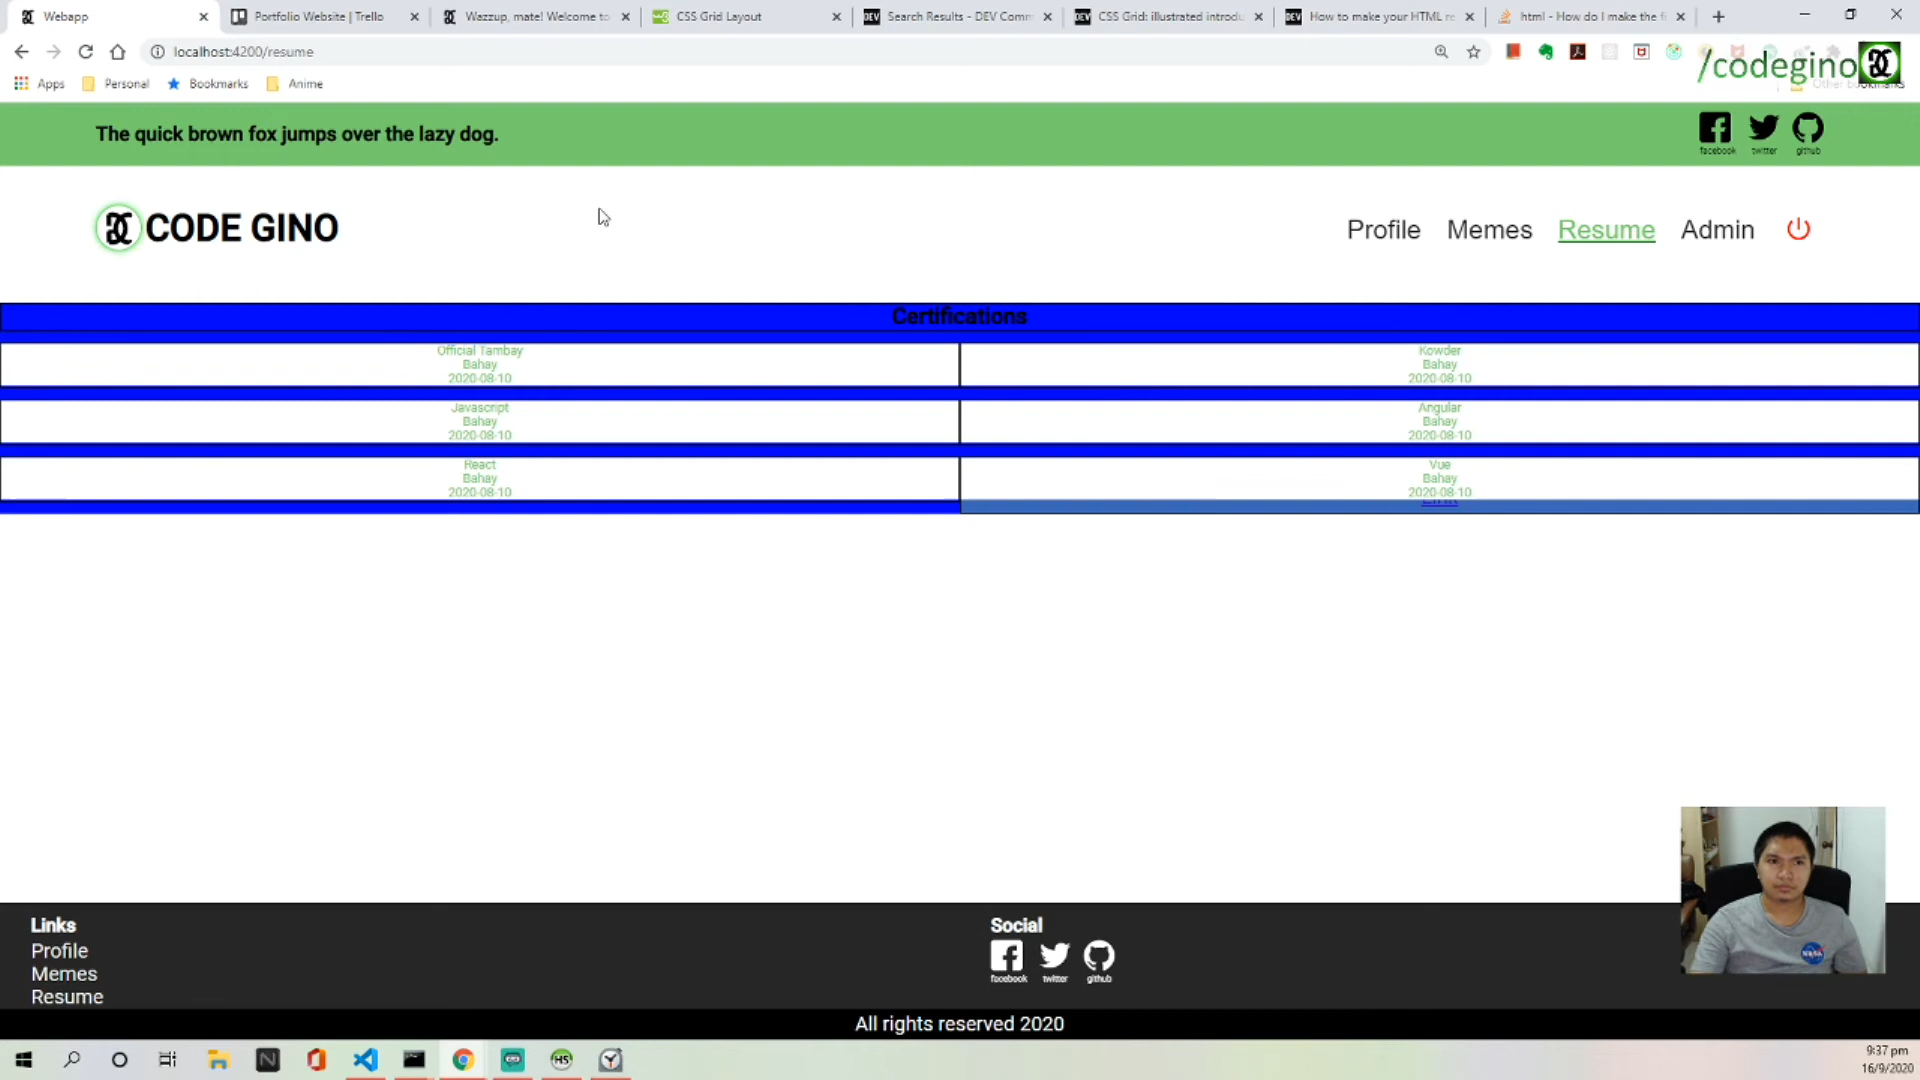 Webapp
Portfolio Website | Trello
Wazzup, mate! Welcome to
CSS Grid Layout
Search Results - DEV Comm
CSS Grid: illustrated introdu
How to make your HTML re
html - How do I make the fi
localhost:4200/resume
/codegino
Apps
Personal
Bookmarks
Anime
Other bookmarks
The quick brown fox jumps over the lazy dog.
facebook
twitter
github
CODE GINO
Profile
Memes
Resume
Admin
Certifications
Official Tambay
Bahay
2020-08-10
Kowder
Bahay
2020-08-10
Javascript
Bahay
2020-08-10
Angular
Bahay
2020-08-10
React
Bahay
2020-08-10
Vue
Bahay
2020-08-10
Links
Profile
Memes
Resume
Social
facebook
twitter
github
NASA
All rights reserved 2020
9:37 pm
16/9/2020